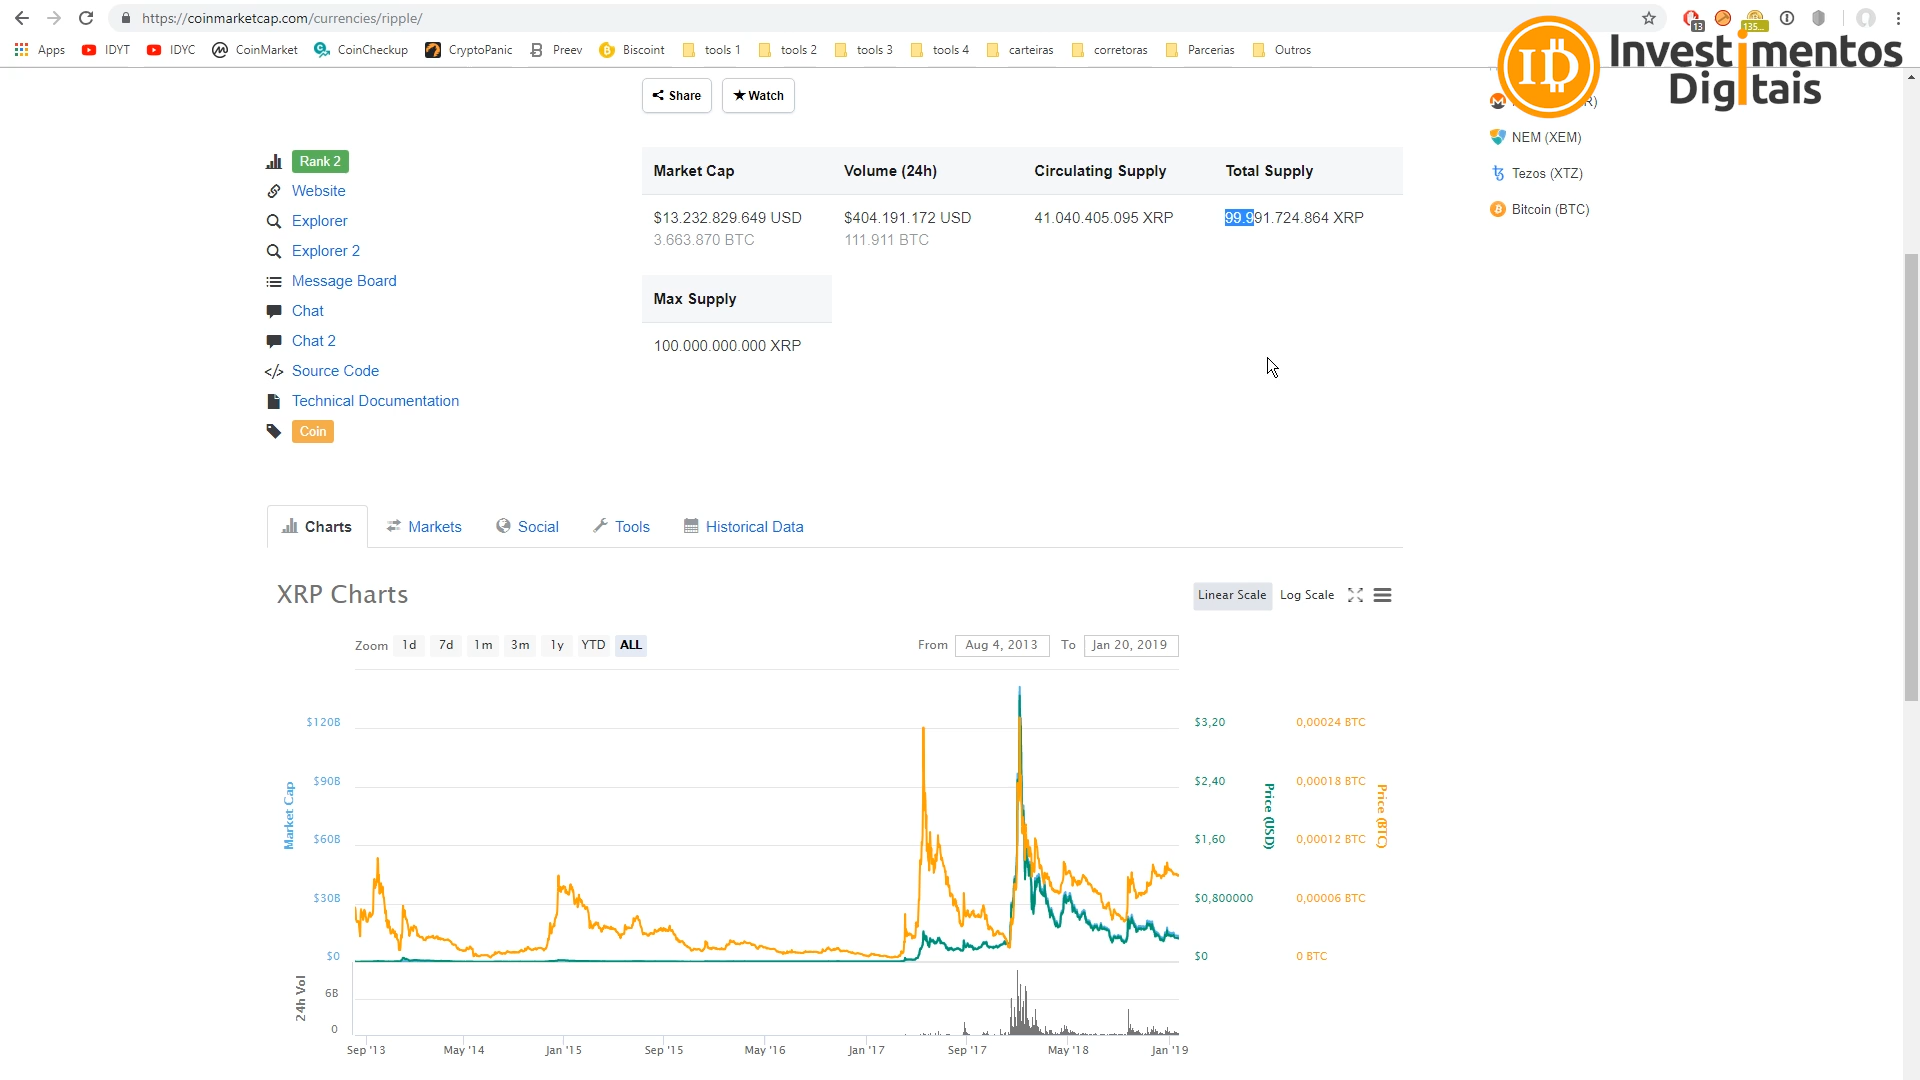 https://coinmarketcap.com/currencies/ripple/
13
135...
Apps IDYT IDYC CoinMarket CoinCheckup CryptoPanic Preev Biscoint tools 1 tools 2 tools 3 tools 4 carteiras corretoras Parcerias Outros
ID Investimentos
Digitais
Share Watch
R)
NEM (XEM)
Tezos (XTZ)
Bitcoin (BTC)
Rank 2
Website
Explorer
Explorer 2
Message Board
Chat
Chat 2
Source Code
Technical Documentation
Coin
Market Cap Volume (24h) Circulating Supply Total Supply
$13.232.829.649 USD $404.191.172 USD 41.040.405.095 XRP 99.991.724.864 XRP
3.663.870 BTC 111.911 BTC
Max Supply
100.000.000.000 XRP
Charts Markets Social Tools Historical Data
XRP Charts
Linear Scale Log Scale
Zoom 1d 7d 1m 3m 1y YTD ALL From Aug 4, 2013 To Jan 20, 2019
$120B $3,20 0,00024 BTC
$90B $2,40 0,00018 BTC
Market Cap Price (USD) Price (BTC)
$60B $1,60 0,00012 BTC
$30B $0,800000 0,00006 BTC
$0 $0 0 BTC
24h Vol
6B
0
Sep '13 May '14 Jan '15 Sep '15 May '16 Jan '17 Sep '17 May '18 Jan '19